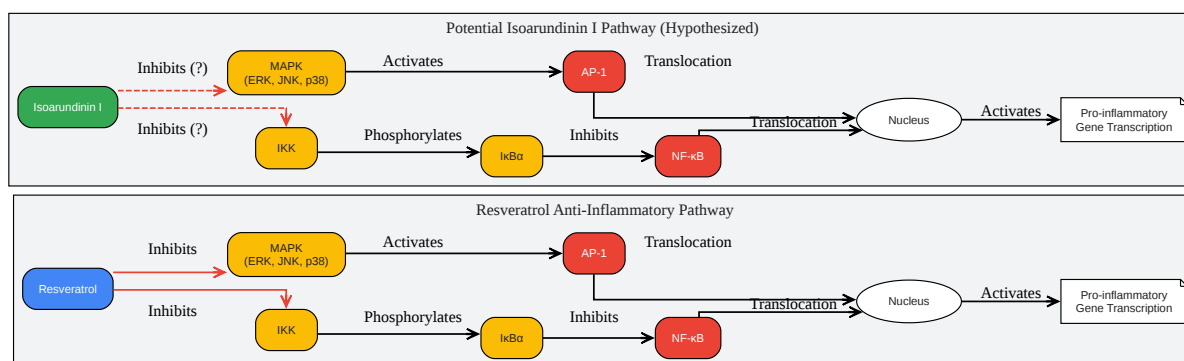 Potential Isoarundinin I Pathway (Hypothesized)
MAPK
(ERK, JNK, p38)
Activates
AP-1
Translocation
Inhibits (?)
Isoarundinin I
Inhibits (?)
IKK
Phosphorylates
IκBα
Inhibits
NF-κB
Translocation
Nucleus
Activates
Pro-inflammatory
Gene Transcription
Resveratrol Anti-Inflammatory Pathway
MAPK
(ERK, JNK, p38)
Activates
AP-1
Translocation
Inhibits
Resveratrol
Inhibits
IKK
Phosphorylates
IκBα
Inhibits
NF-κB
Translocation
Nucleus
Activates
Pro-inflammatory
Gene Transcription